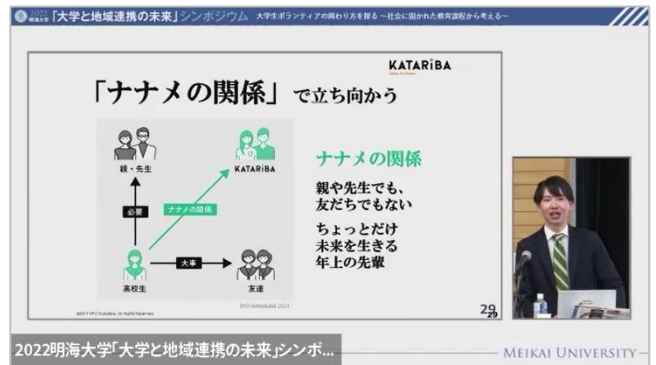 2022
明海大学
「大学と地域連携の未来」シンポジウム 大学生ボランティアの関わり方を探る ～社会に開かれた教育課程から考える～
KATARiBA
「ナナメの関係」で立ち向かう
親・先生
KATARiBA
必要
ナナメの関係
大事
高校生
友達
ナナメの関係
親や先生でも、
友だちでもない
ちょっとだけ
未来を生きる
年上の先輩
29
29
2022明海大学「大学と地域連携の未来」シンポ...
MEIKAI UNIVERSITY